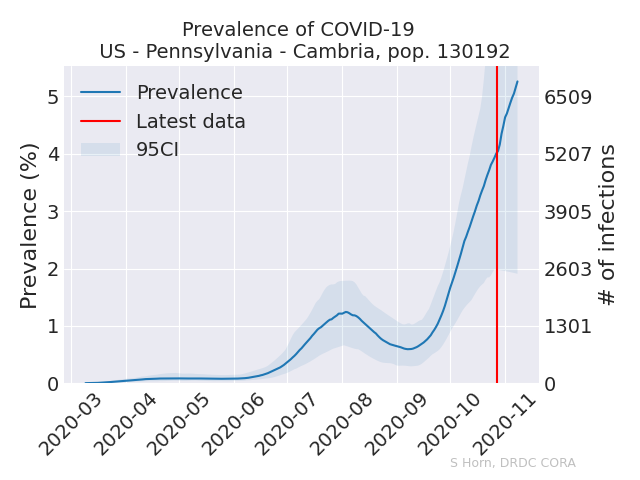 Prevalence of COVID-19
US - Pennsylvania - Cambria, pop. 130192
Prevalence
Latest data
95CI
Prevalence (%)
5
4
3
2
1
0
6509
5207
3905
2603
1301
0
# of infections
2020-03
2020-04
2020-05
2020-06
2020-07
2020-08
2020-09
2020-10
2020-11
S Horn, DRDC CORA